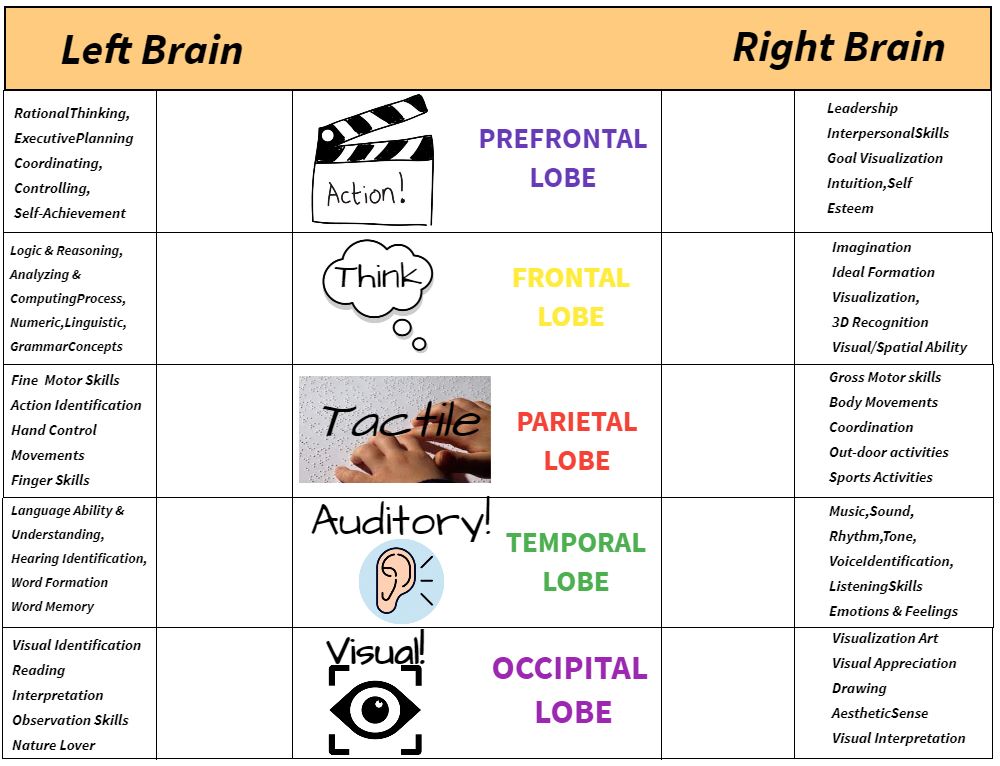 Left Brain
Right Brain
RationalThinking,
ExecutivePlanning
Coordinating,
Controlling,
Self-Achievement
Action!
PREFRONTAL
LOBE
Leadership
InterpersonalSkills
Goal Visualization
Intuition,Self
Esteem
Logic & Reasoning,
Analyzing &
ComputingProcess,
Numeric,Linguistic,
GrammarConcepts
Think
FRONTAL
LOBE
Imagination
Ideal Formation
Visualization,
3D Recognition
Visual/Spatial Ability
Fine Motor Skills
Action Identification
Hand Control
Movements
Finger Skills
Tactile
PARIETAL
LOBE
Gross Motor skills
Body Movements
Coordination
Out-door activities
Sports Activities
Language Ability &
Understanding,
Hearing Identification,
Word Formation
Word Memory
Auditory!
TEMPORAL
LOBE
Music,Sound,
Rhythm,Tone,
VoiceIdentification,
ListeningSkills
Emotions & Feelings
Visual Identification
Reading
Interpretation
Observation Skills
Nature Lover
Visual!
OCCIPITAL
LOBE
Visualization Art
Visual Appreciation
Drawing
AestheticSense
Visual Interpretation